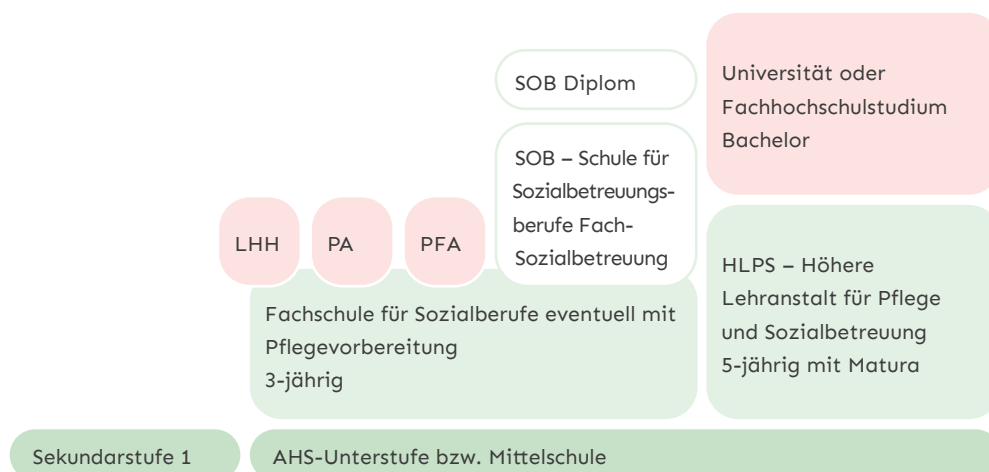 SOB Diplom
Universität oder
Fachhochschulstudium
Bachelor
SOB – Schule für
Sozialbetreuungs-
berufe Fach-
Sozialbetreuung
LHH
PA
PFA
HLPS – Höhere
Lehranstalt für Pflege
und Sozialbetreuung
5-jährig mit Matura
Fachschule für Sozialberufe eventuell mit
Pflegevorbereitung
3-jährig
Sekundarstufe 1
AHS-Unterstufe bzw. Mittelschule